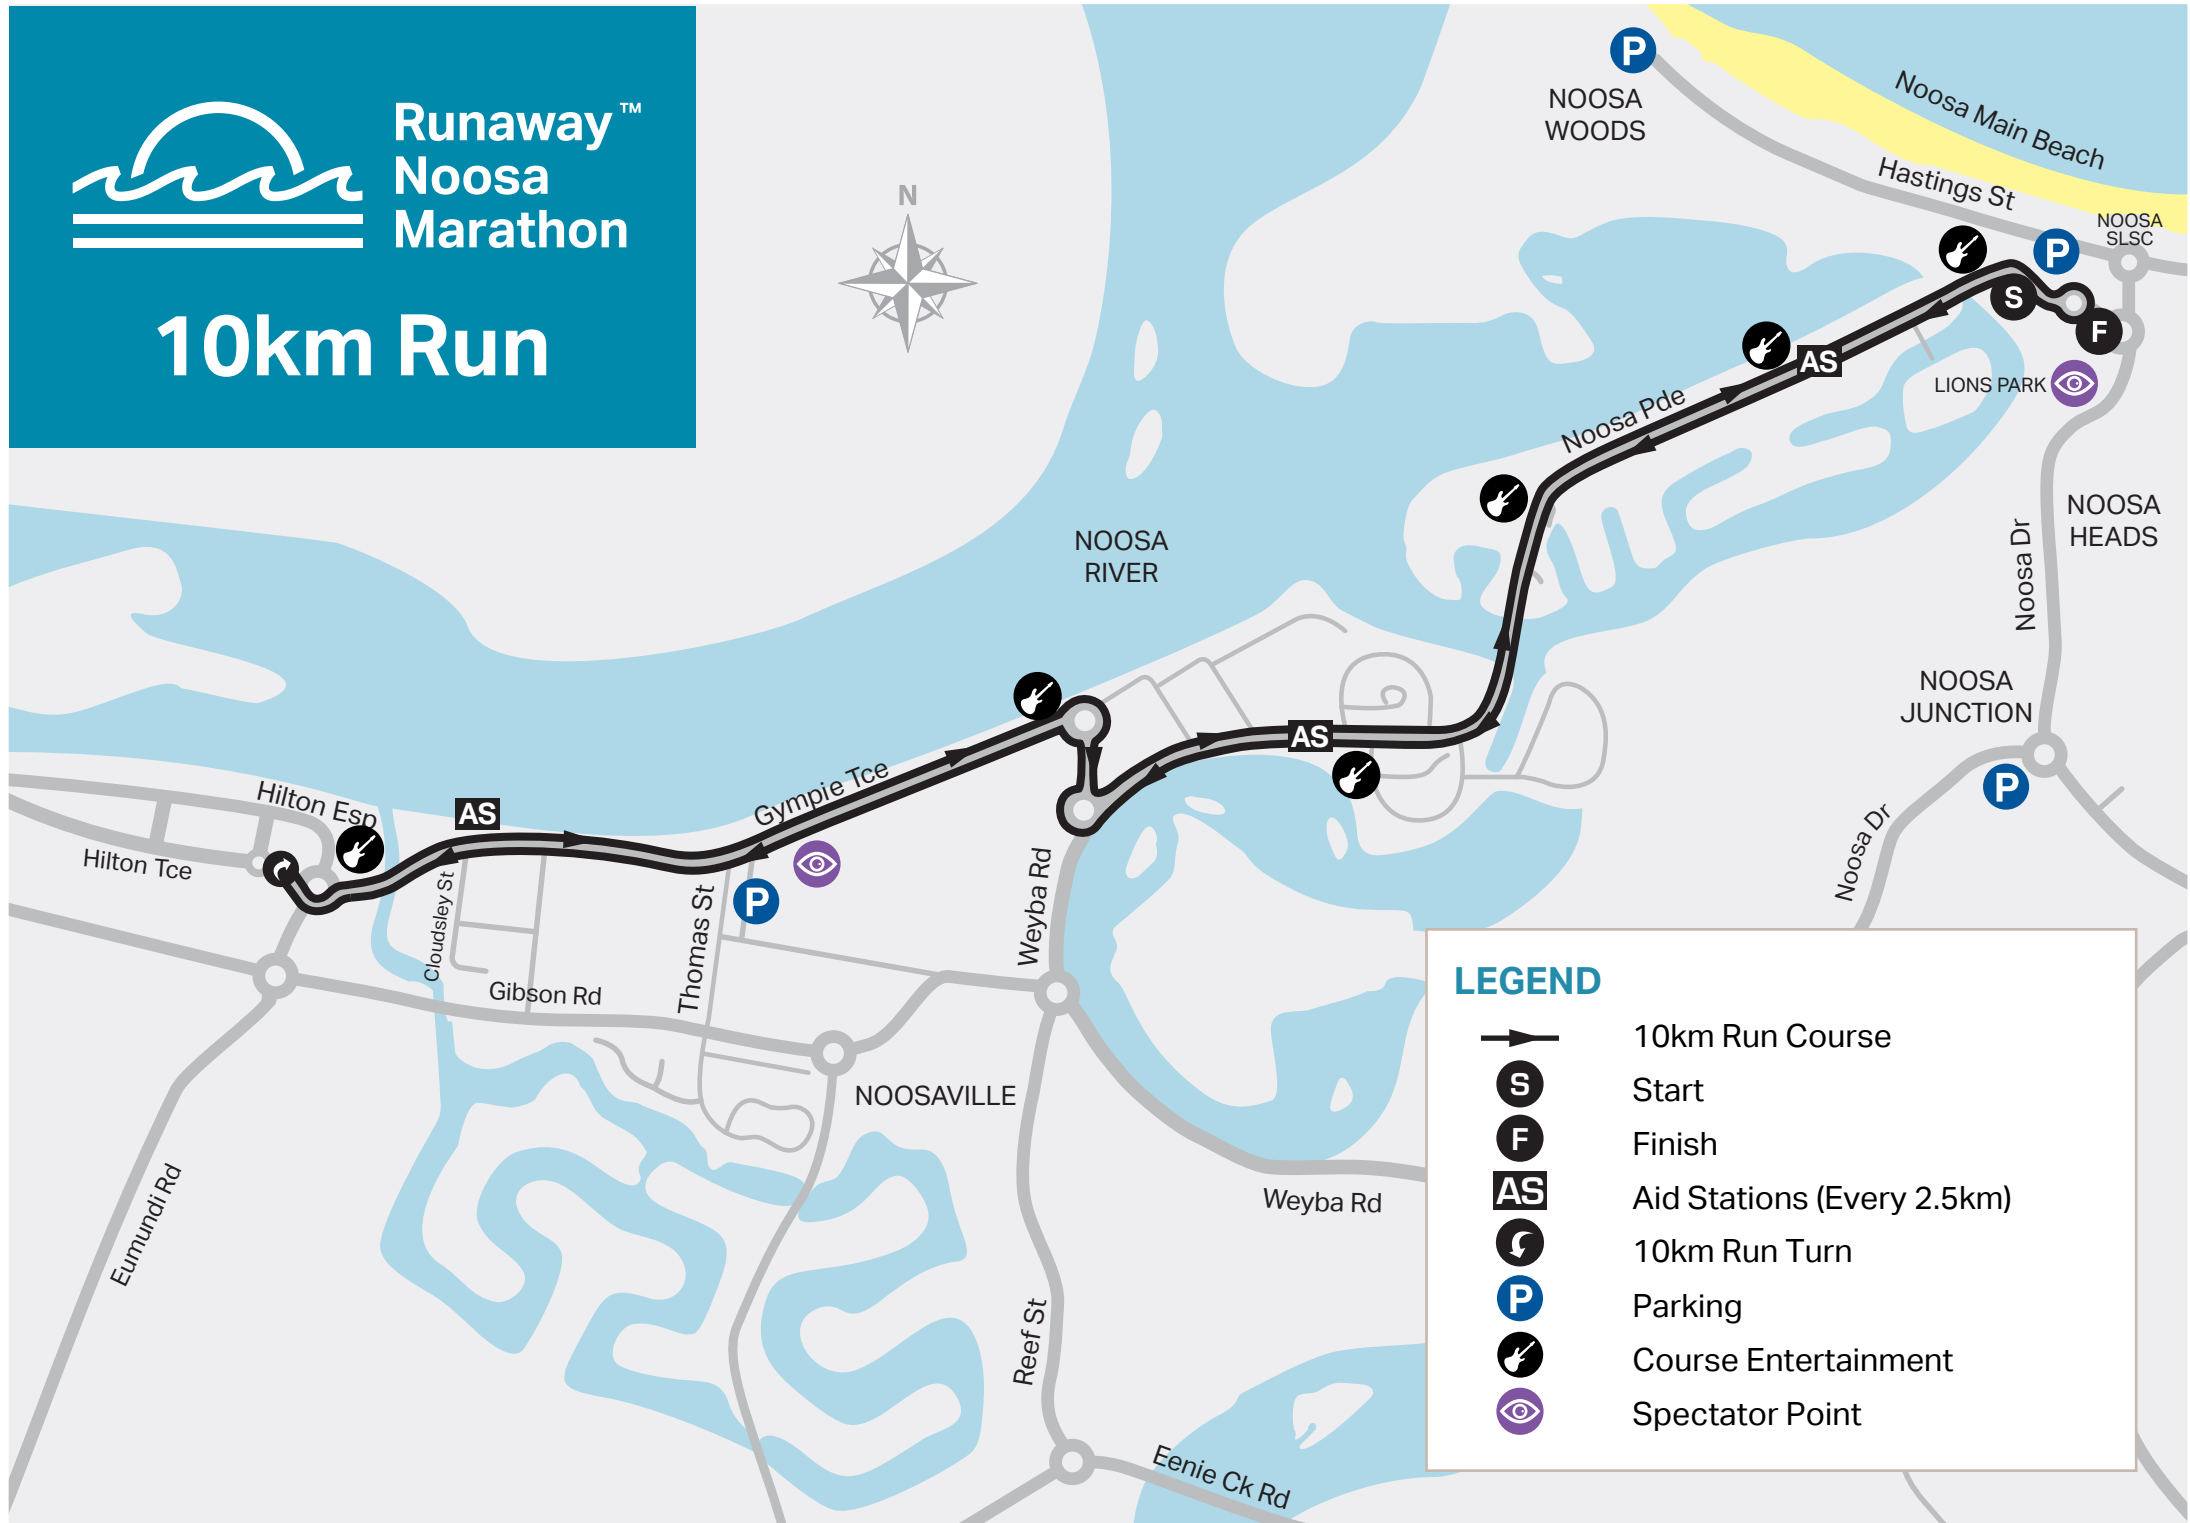 Runaway™
Noosa
Marathon
10km Run
N
P
NOOSA
WOODS
Noosa Main Beach
Hastings St
NOOSA
SLSC
P
S
F
LIONS PARK
AS
Noosa Pde
NOOSA
HEADS
Noosa Dr
NOOSA
RIVER
NOOSA
JUNCTION
P
Noosa Dr
AS
Gympie Tce
Hilton Esp
AS
Hilton Tce
Cloudsley St
Thomas St
P
Weyba Rd
Gibson Rd
NOOSAVILLE
Eumundi Rd
Weyba Rd
Reef St
Eenie Ck Rd
LEGEND
10km Run Course
S Start
F Finish
AS Aid Stations (Every 2.5km)
10km Run Turn
P Parking
Course Entertainment
Spectator Point